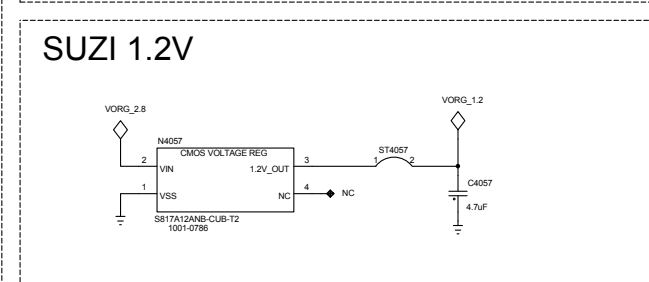 SUZI 1.2V
VORG_2.8
VORG_1.2
N4057
CMOS VOLTAGE REG
ST4057
2
VIN
1.2V_OUT
3
1
2
1
VSS
NC
4
NC
C4057
4.7uF
S817A12ANB-CUB-T2
1001-0786